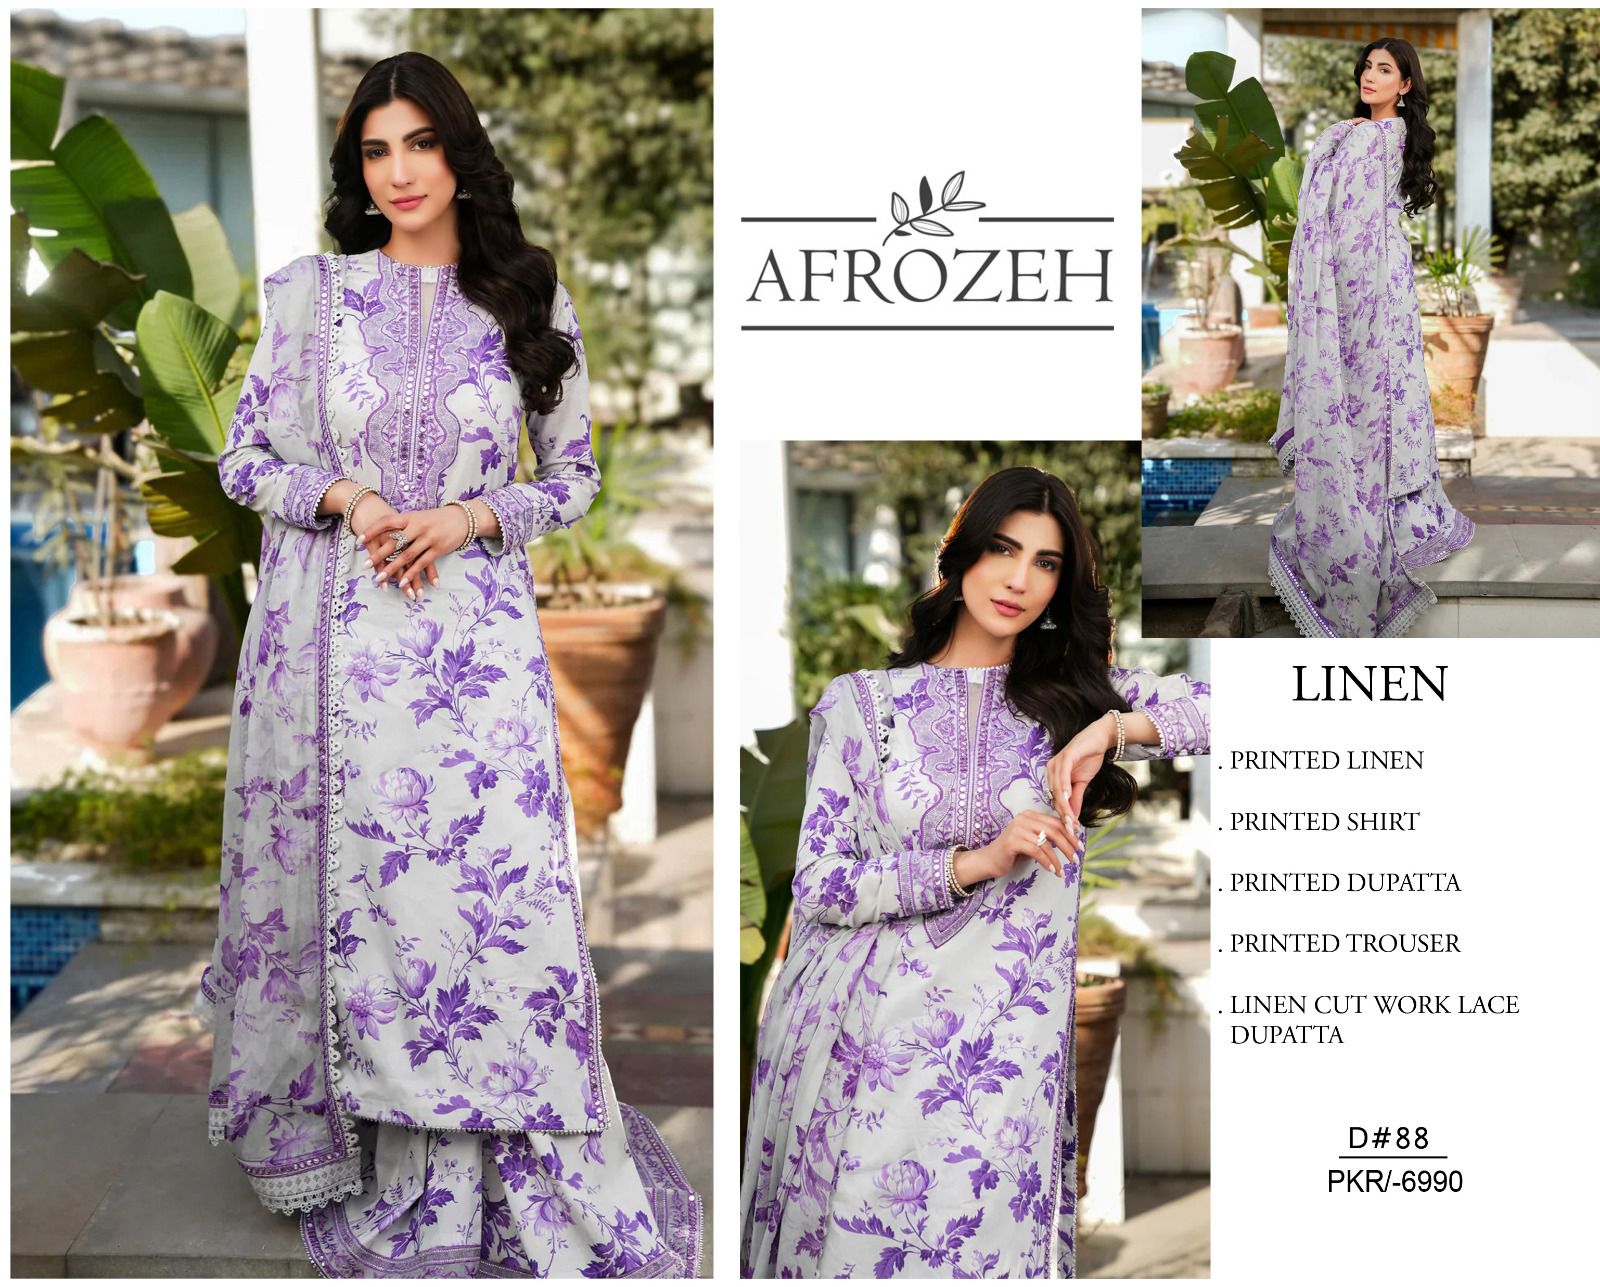 AFROZEH
LINEN
. PRINTED LINEN
. PRINTED SHIRT
. PRINTED DUPATTA
. PRINTED TROUSER
. LINEN CUT WORK LACE
DUPATTA
D#88
PKR/-6990